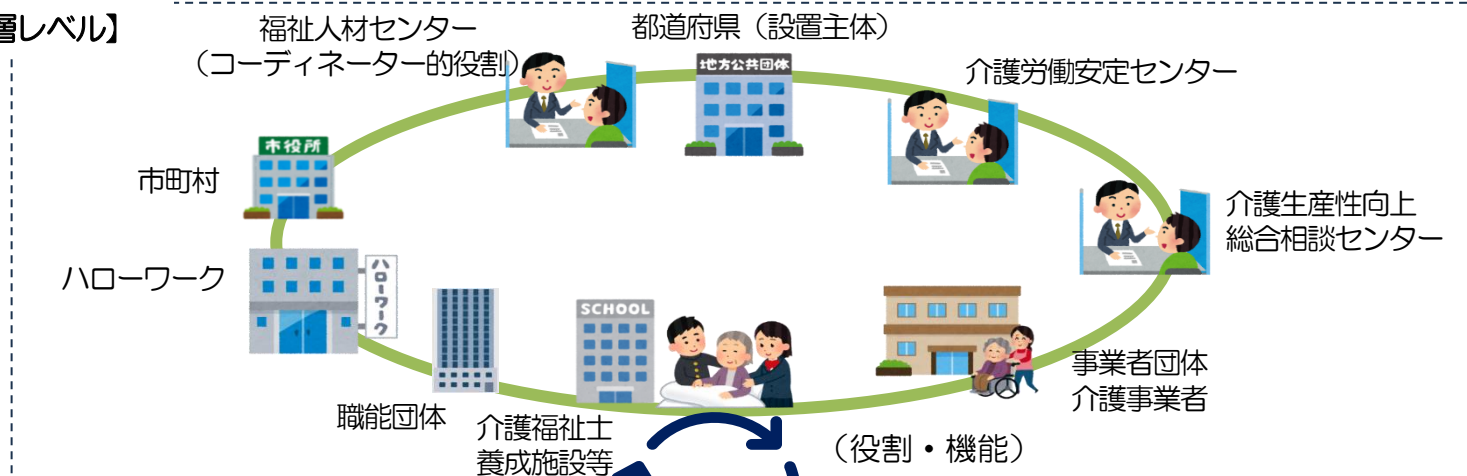 層レベル】
福祉人材センター
（コーディネーター的役割）
都道府県（設置主体）
地方公共団体
介護労働安定センター
市役所
市町村
介護生産性向上
総合相談センター
ハローワーク
ハローワーク
SCHOOL
職能団体
介護福祉士
養成施設等
事業者団体
介護事業者
（役割・機能）